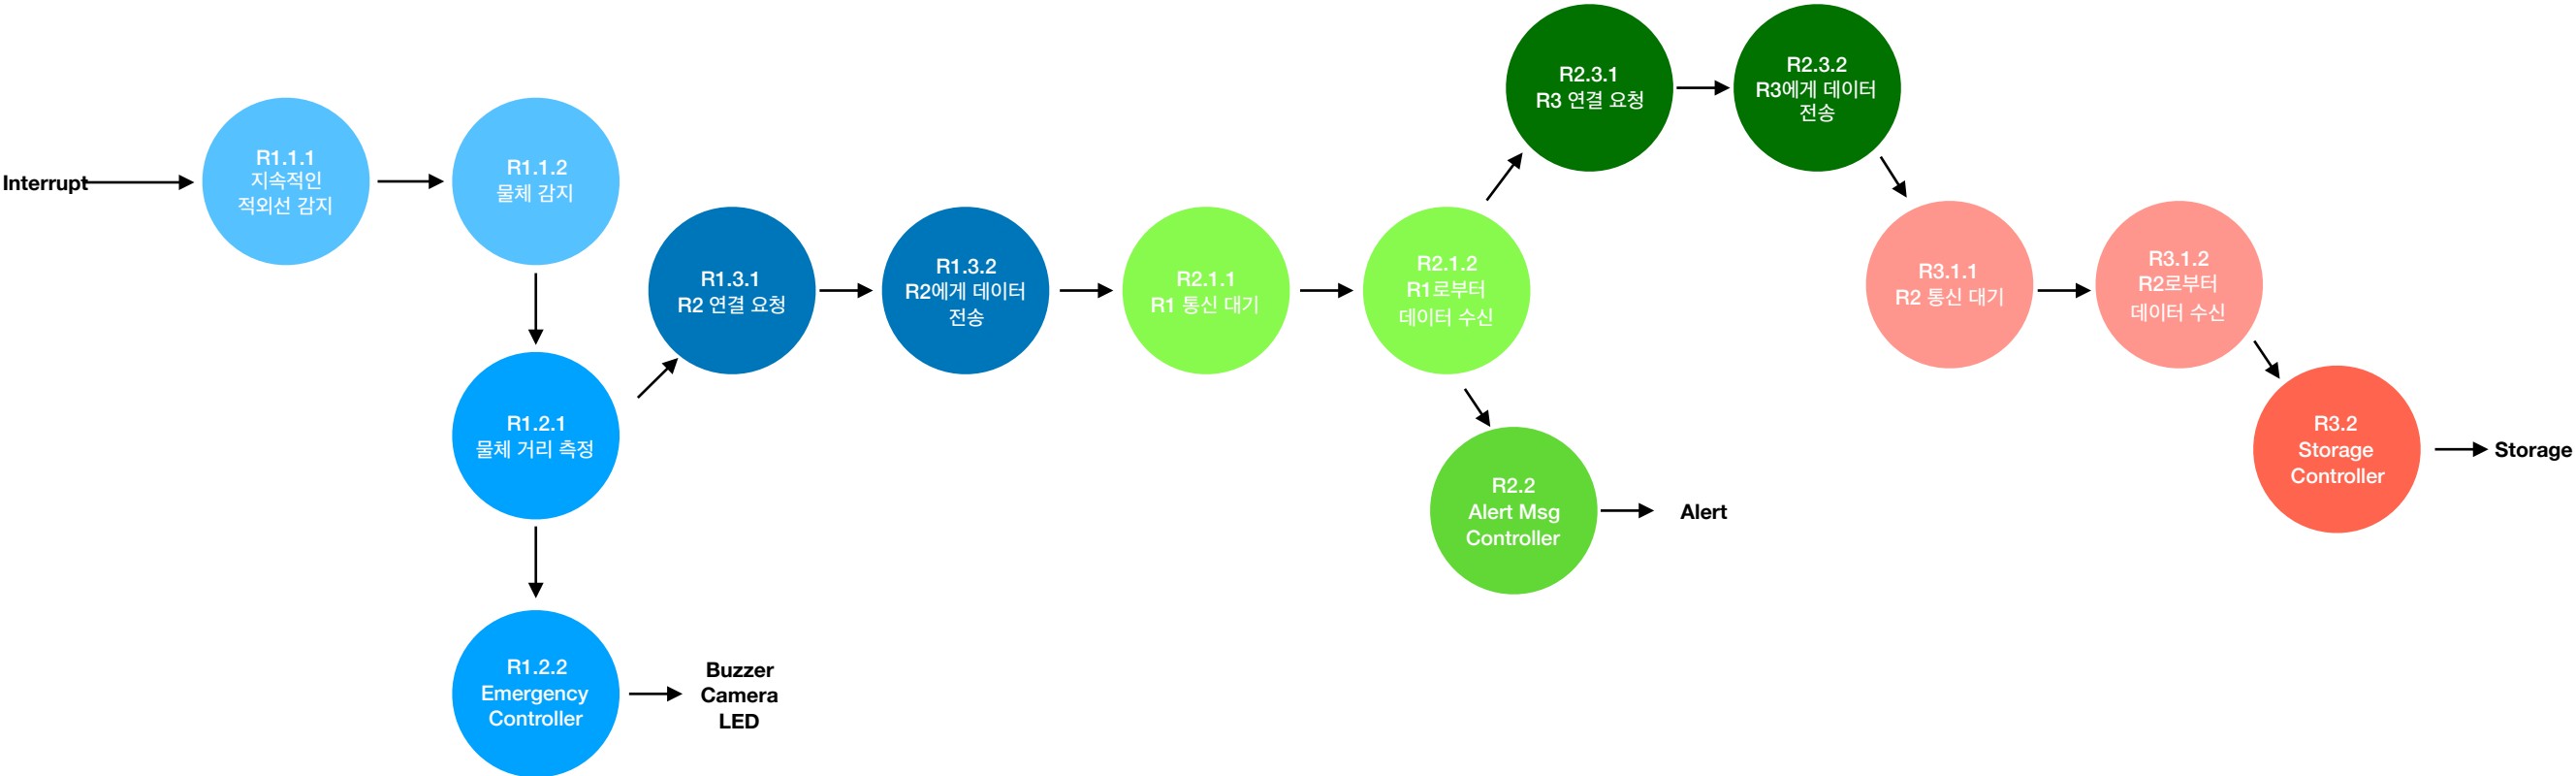 Interrupt
R1.1.1
지속적인
적외선 감지
R1.1.2
물체 감지
R1.2.1
물체 거리 측정
R1.2.2
Emergency
Controller
Buzzer
Camera
LED
R1.3.1
R2 연결 요청
R1.3.2
R2에게 데이터
전송
R2.1.1
R1 통신 대기
R2.1.2
R1로부터
데이터 수신
R2.2
Alert Msg
Controller
Alert
R2.3.1
R3 연결 요청
R2.3.2
R3에게 데이터
전송
R3.1.1
R2 통신 대기
R3.1.2
R2로부터
데이터 수신
R3.2
Storage
Controller
Storage